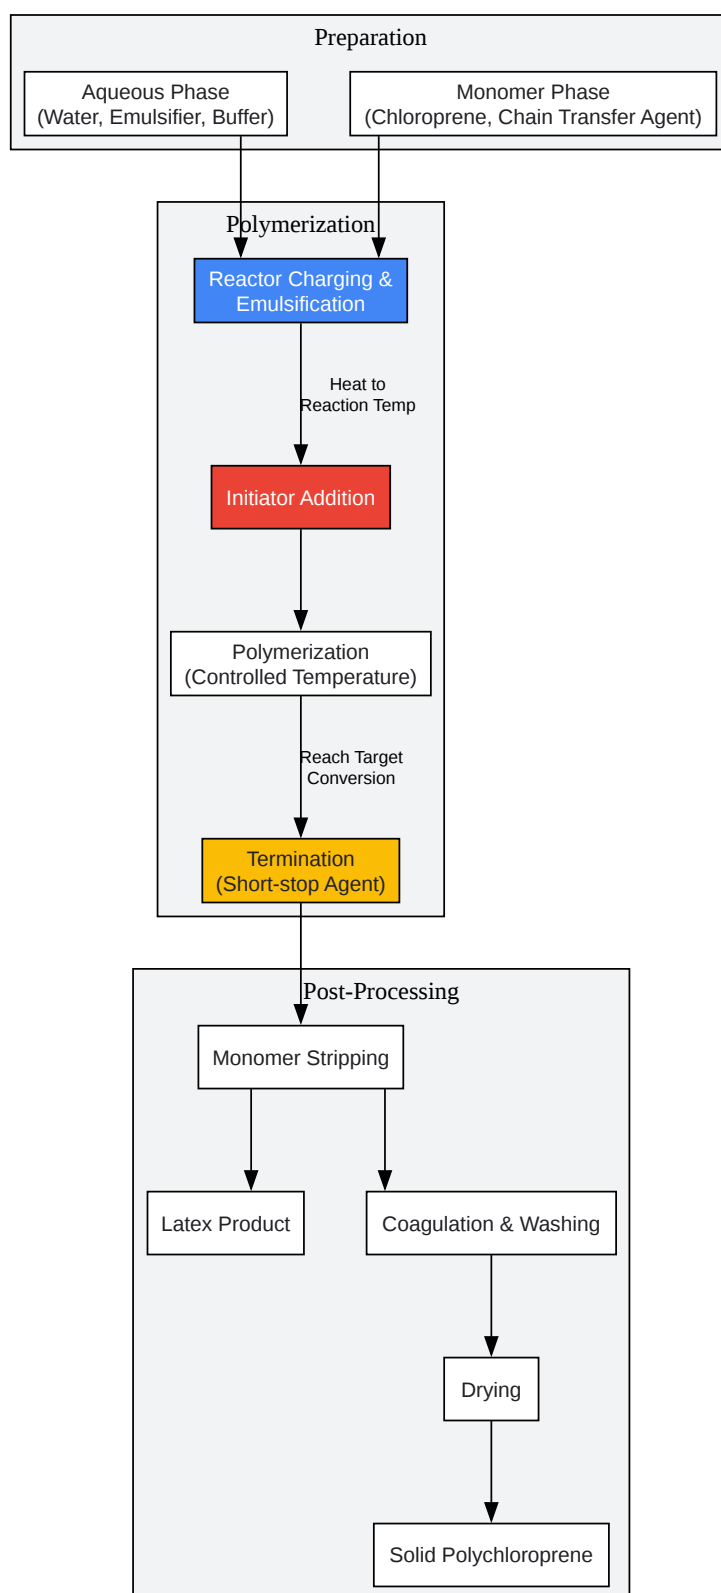 Preparation
Aqueous Phase
(Water, Emulsifier, Buffer)
Monomer Phase
(Chloroprene, Chain Transfer Agent)
Polymerization
Reactor Charging &
Emulsification
Heat to
Reaction Temp
Initiator Addition
Polymerization
(Controlled Temperature)
Reach Target
Conversion
Termination
(Short-stop Agent)
Post-Processing
Monomer Stripping
Latex Product
Coagulation & Washing
Drying
Solid Polychloroprene